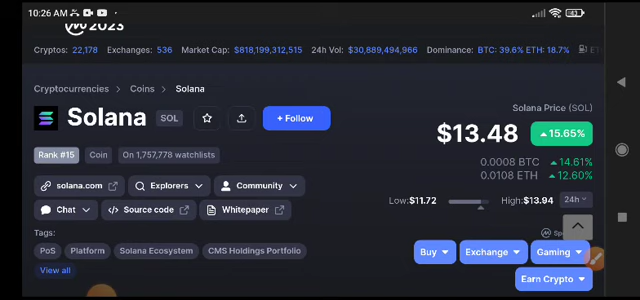 10:26 AM
2023
Cryptos: 22,178 Exchanges: 536 Market Cap: $818,199,312,515 24h Vol: $30,889,494,966 Dominance: BTC: 39.6% ETH: 18.7%
Cryptocurrencies > Coins > Solana
Solana SOL + Follow
Rank #15 Coin On 1,757,778 watchlists
solana.com Explorers Community
Chat </> Source code Whitepaper
Tags:
PoS Platform Solana Ecosystem CMS Holdings Portfolio
View all
Solana Price (SOL)
$13.48 15.65%
0.0008 BTC 14.61%
0.0108 ETH 12.60%
Low: $11.72 High: $13.94 24h
Buy Exchange Gaming
Earn Crypto